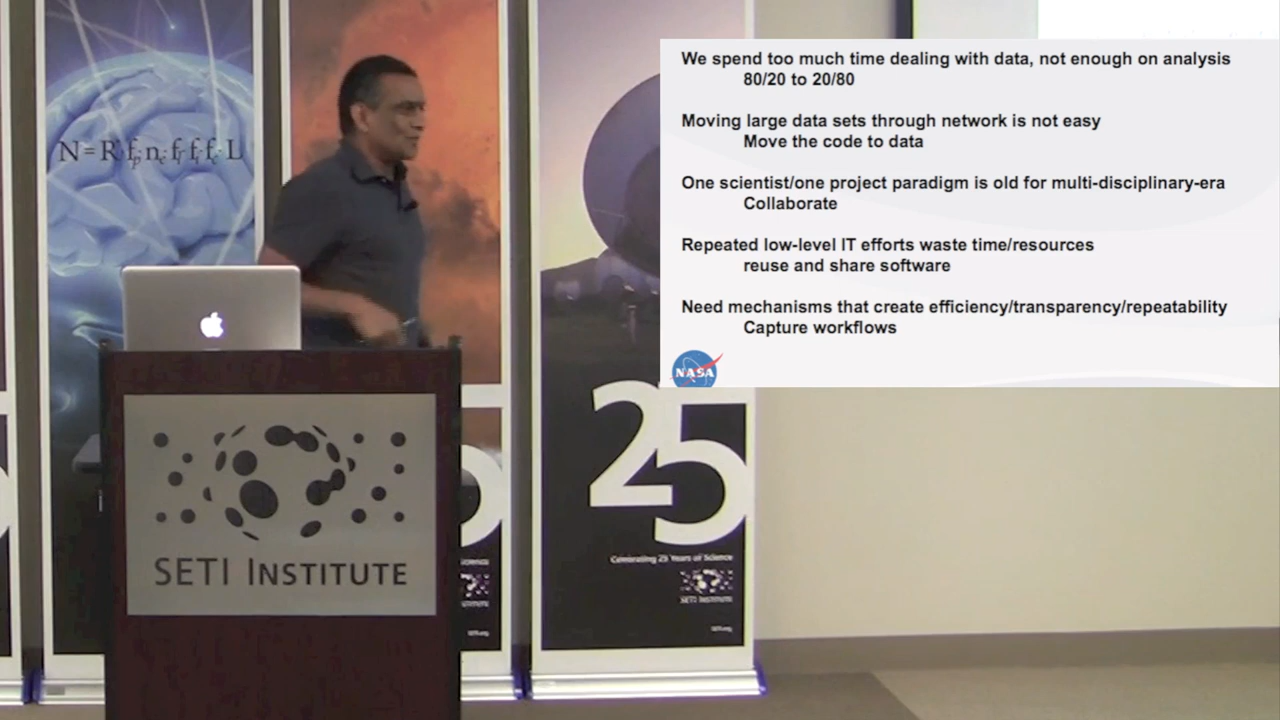 We spend too much time dealing with data, not enough on analysis
80/20 to 20/80
Moving large data sets through network is not easy
Move the code to data
One scientist/one project paradigm is old for multi-disciplinary-era
Collaborate
Repeated low-level IT efforts waste time/resources
reuse and share software
Need mechanisms that create efficiency/transparency/repeatability
Capture workflows
NASA
25
Celebrating 25 Years of Science
SETI INSTITUTE
SETI INSTITUTE